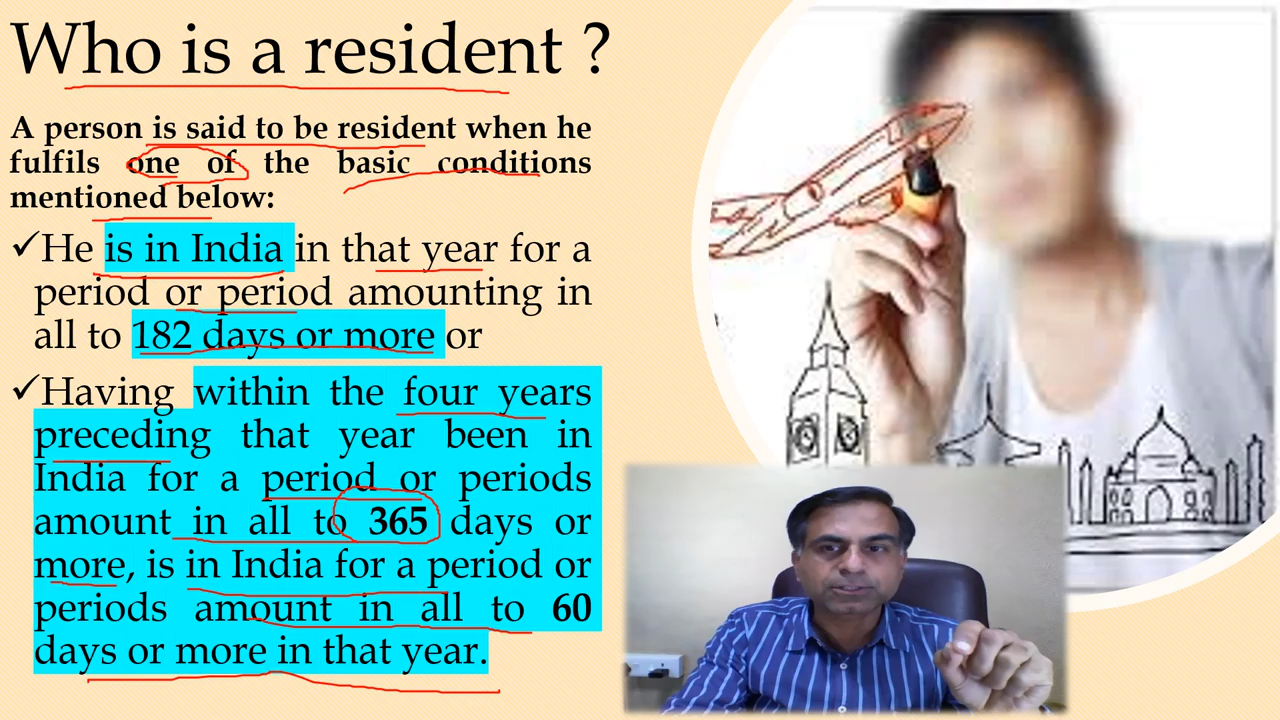 Who is a resident ?
A person is said to be resident when he
fulfils one of the basic conditions
mentioned below:
✓He is in India in that year for a
period or period amounting in
all to 182 days or more or
✓Having within the four years
preceding that year been in
India for a period or periods
amount in all to 365 days or
more, is in India for a period or
periods amount in all to 60
days or more in that year.